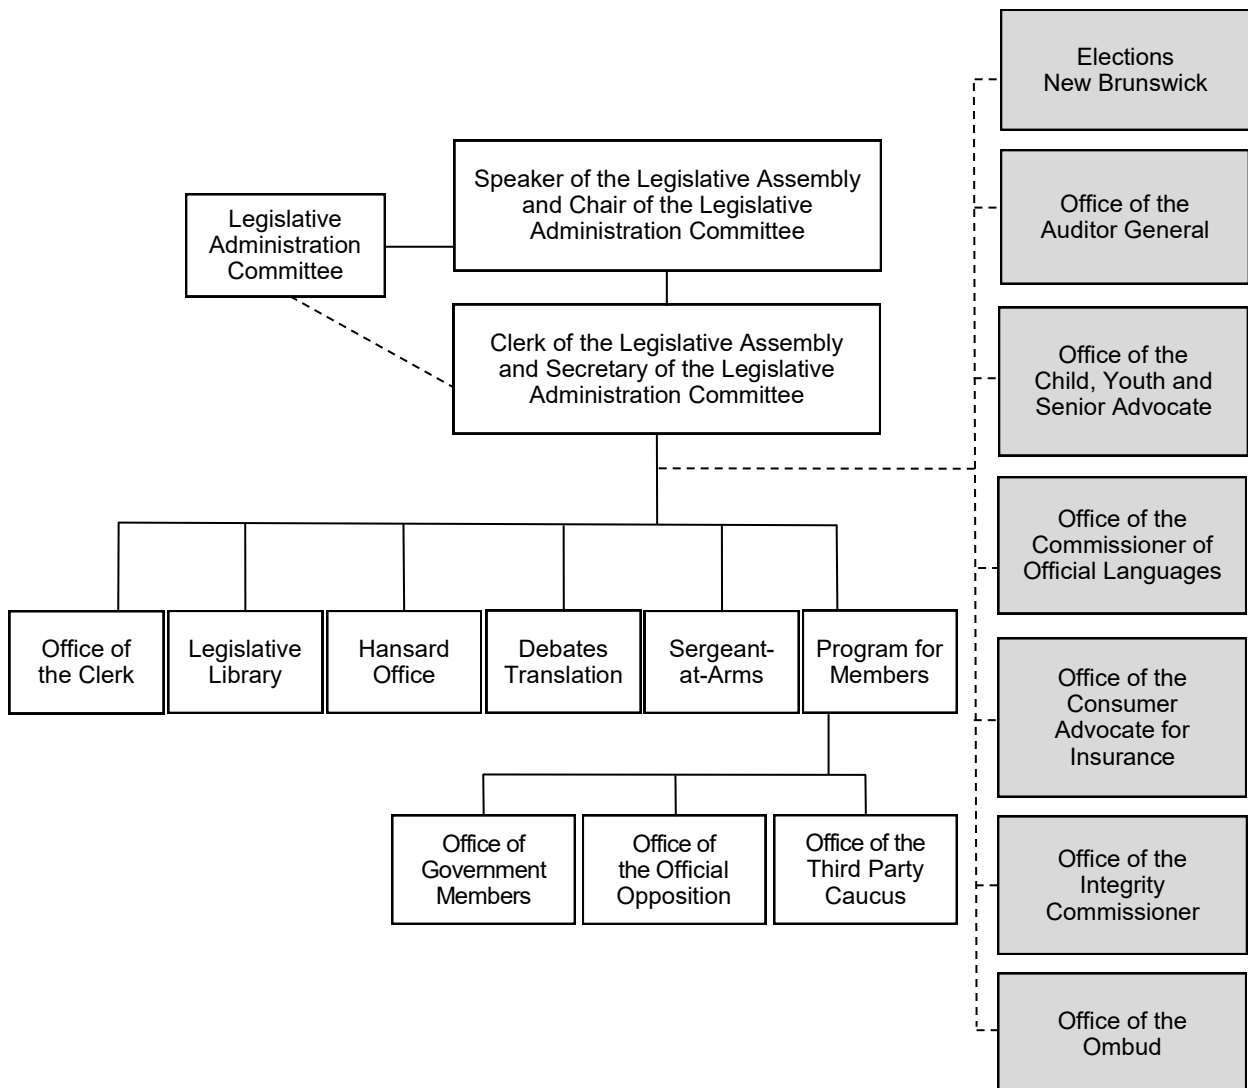 Elections
New Brunswick
Speaker of the Legislative Assembly
and Chair of the Legislative
Administration Committee
Legislative
Administration
Committee
Office of the
Auditor General
Clerk of the Legislative Assembly
and Secretary of the Legislative
Administration Committee
Office of the
Child, Youth and
Senior Advocate
Office of the
Commissioner of
Official Languages
Office of
the Clerk
Legislative
Library
Hansard
Office
Debates
Translation
Sergeant-
at-Arms
Program for
Members
Office of the
Consumer
Advocate for
Insurance
Office of
Government
Members
Office of
the Official
Opposition
Office of the
Third Party
Caucus
Office of the
Integrity
Commissioner
Office of the
Ombud